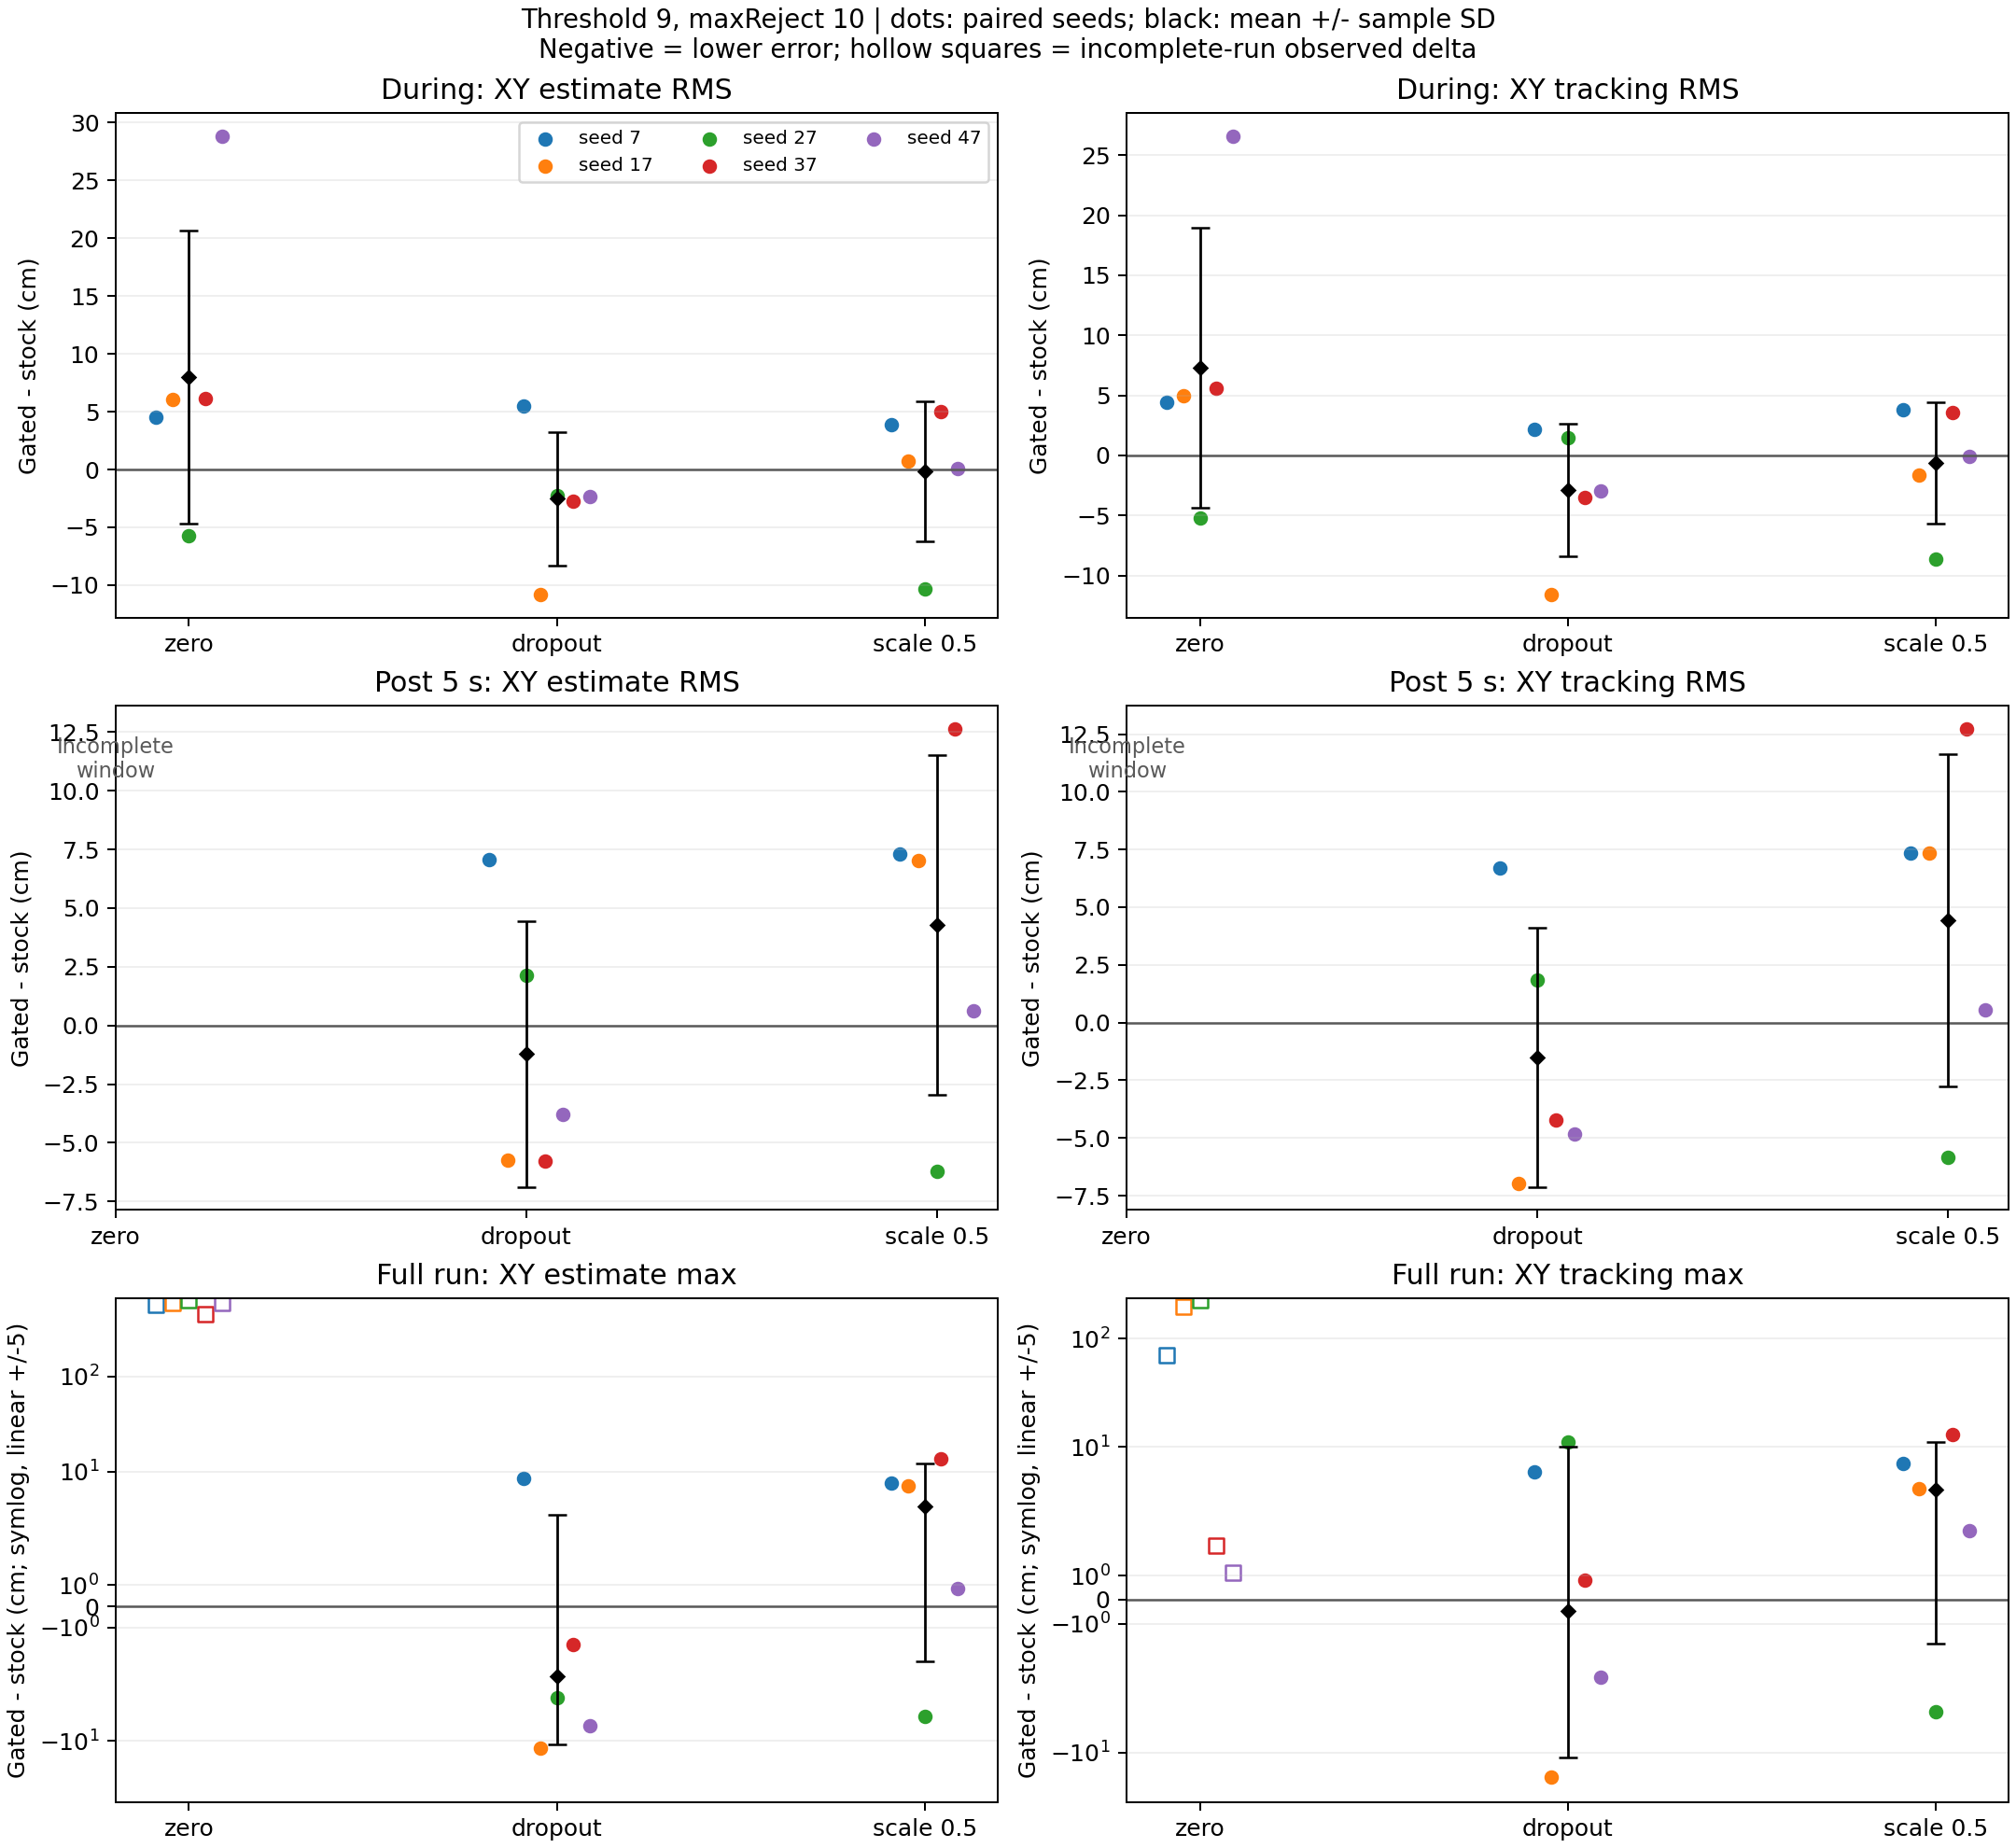 Threshold 9, maxReject 10 | dots: paired seeds; black: mean +/- sample SD
Negative = lower error; hollow squares = incomplete-run observed delta
During: XY estimate RMS
Gated - stock (cm)
30
25
20
15
10
5
0
−5
−10
seed 7
seed 17
seed 27
seed 37
seed 47
zero
dropout
scale 0.5
During: XY tracking RMS
Gated - stock (cm)
25
20
15
10
5
0
−5
−10
zero
dropout
scale 0.5
Post 5 s: XY estimate RMS
Gated - stock (cm)
12.5
10.0
7.5
5.0
2.5
0.0
−2.5
−5.0
−7.5
Incomplete
window
zero
dropout
scale 0.5
Post 5 s: XY tracking RMS
Gated - stock (cm)
12.5
10.0
7.5
5.0
2.5
0.0
−2.5
−5.0
−7.5
Incomplete
window
zero
dropout
scale 0.5
Full run: XY estimate max
Gated - stock (cm; symlog, linear +/-5)
10²
10¹
10⁰
0
−10⁰
−10¹
zero
dropout
scale 0.5
Full run: XY tracking max
Gated - stock (cm; symlog, linear +/-5)
10²
10¹
10⁰
0
−10⁰
−10¹
zero
dropout
scale 0.5